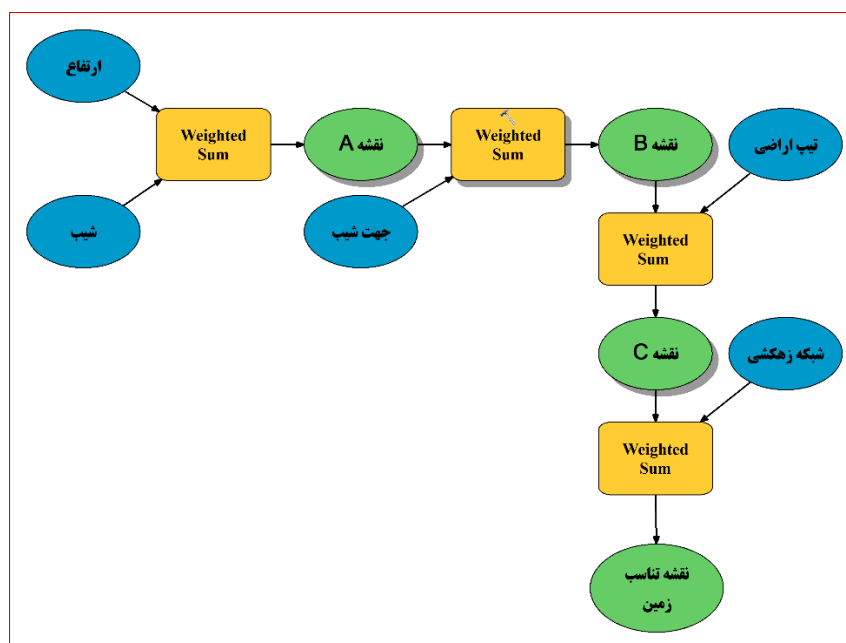 ارتفاع
Weighted
Sum
نقشه A
Weighted
Sum
نقشه B
تیپ اراضی
شیب
جهت شیب
Weighted
Sum
نقشه C
شبکه زهکشی
Weighted
Sum
نقشه تناسب
زمین